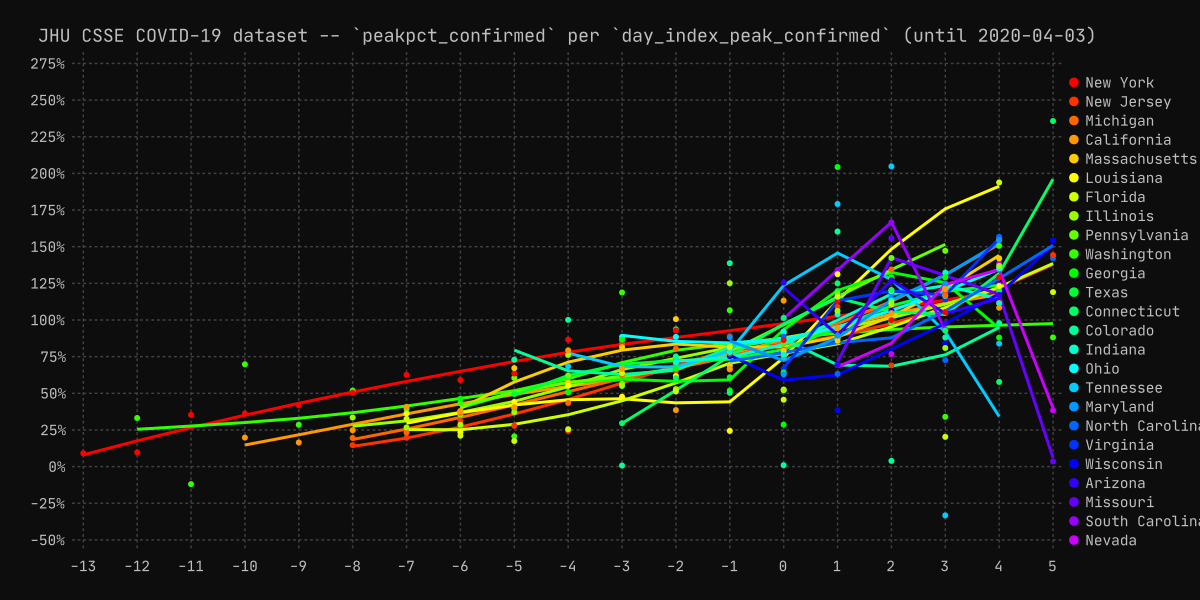 JHU CSSE COVID-19 dataset -- `peakpct_confirmed` per `day_index_peak_confirmed` (until 2020-04-03)
275%
250%
225%
200%
175%
150%
125%
100%
75%
50%
25%
0%
-25%
-50%
-13 -12 -11 -10 -9 -8 -7 -6 -5 -4 -3 -2 -1 0 1 2 3 4 5
New York
New Jersey
Michigan
California
Massachusetts
Louisiana
Florida
Illinois
Pennsylvania
Washington
Georgia
Texas
Connecticut
Colorado
Indiana
Ohio
Tennessee
Maryland
North Carolina
Virginia
Wisconsin
Arizona
Missouri
South Carolina
Nevada